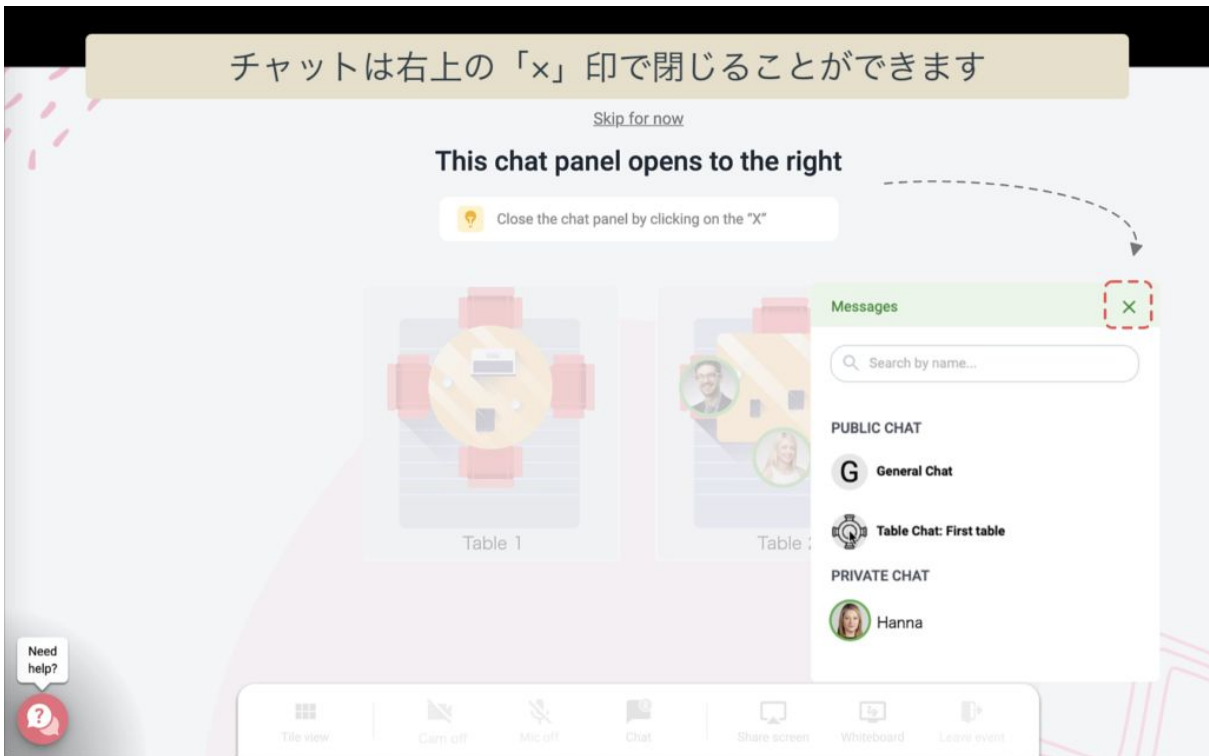 チャットは右上の「×」印で閉じることができます
Skip for now
This chat panel opens to the right
Close the chat panel by clicking on the "X"
Messages
Search by name...
PUBLIC CHAT
G General Chat
Table Chat: First table
PRIVATE CHAT
Hanna
Table 1
Table 2
Need
help?
Tile view
Cam off
Mic off
Chat
Share screen
Whiteboard
Leave event